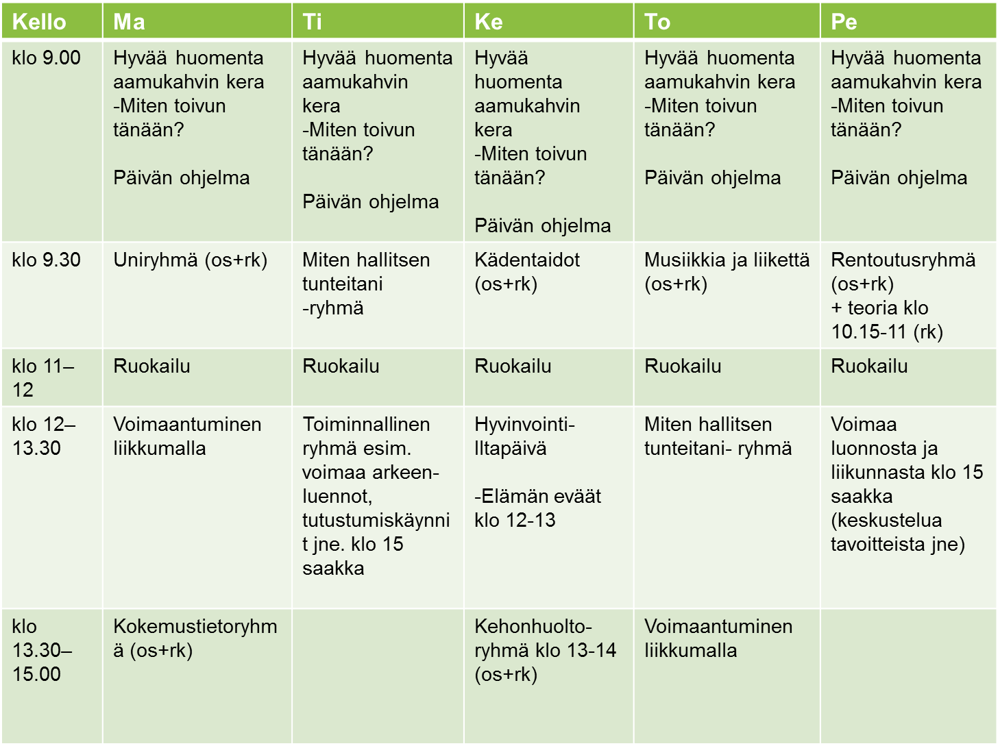 Kello
Ma
Ti
Ke
To
Pe
klo 9.00
Hyvää huomenta
aamukahvin kera
-Miten toivun
tänään?
Päivän ohjelma
Hyvää huomenta
aamukahvin
kera
-Miten toivun
tänään?
Päivän ohjelma
Hyvää
huomenta
aamukahvin
kera
-Miten toivun
tänään?
Päivän ohjelma
Hyvää huomenta
aamukahvin kera
-Miten toivun
tänään?
Päivän ohjelma
Hyvää huomenta
aamukahvin kera
-Miten toivun
tänään?
Päivän ohjelma
klo 9.30
Uniryhmä (os+rk)
Miten hallitsen
tunteitani
-ryhmä
Kädentaidot
(os+rk)
Musiikkia ja liikettä
(os+rk)
Rentoutusryhmä
(os+rk)
+ teoria klo
10.15-11 (rk)
klo 11–
12
Ruokailu
Ruokailu
Ruokailu
Ruokailu
Ruokailu
klo 12–
13.30
Voimaantuminen
liikkumalla
Toiminnallinen
ryhmä esim.
voimaa arkeen-
luennot,
tutustumiskäynni
t jne. klo 15
saakka
Hyvinvointi-
Iltapäivä
-Elämän eväät
klo 12-13
Miten hallitsen
tunteitani- ryhmä
Voimaa
luonnosta ja
liikunnasta klo 15
saakka
(keskustelua
tavoitteista jne)
klo
13.30–
15.00
Kokemustietoryhm
ä (os+rk)
Kehonhuolto-
ryhmä klo 13-14
(os+rk)
Voimaantuminen
liikkumalla